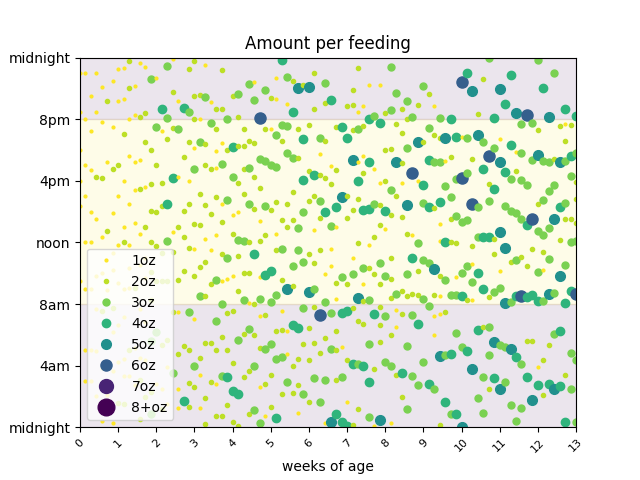 Amount per feeding
midnight
8pm
4pm
noon
8am
4am
midnight
1oz
2oz
3oz
4oz
5oz
6oz
7oz
8+oz
0 1 2 3 4 5 6 7 8 9 10 11 12 13
weeks of age